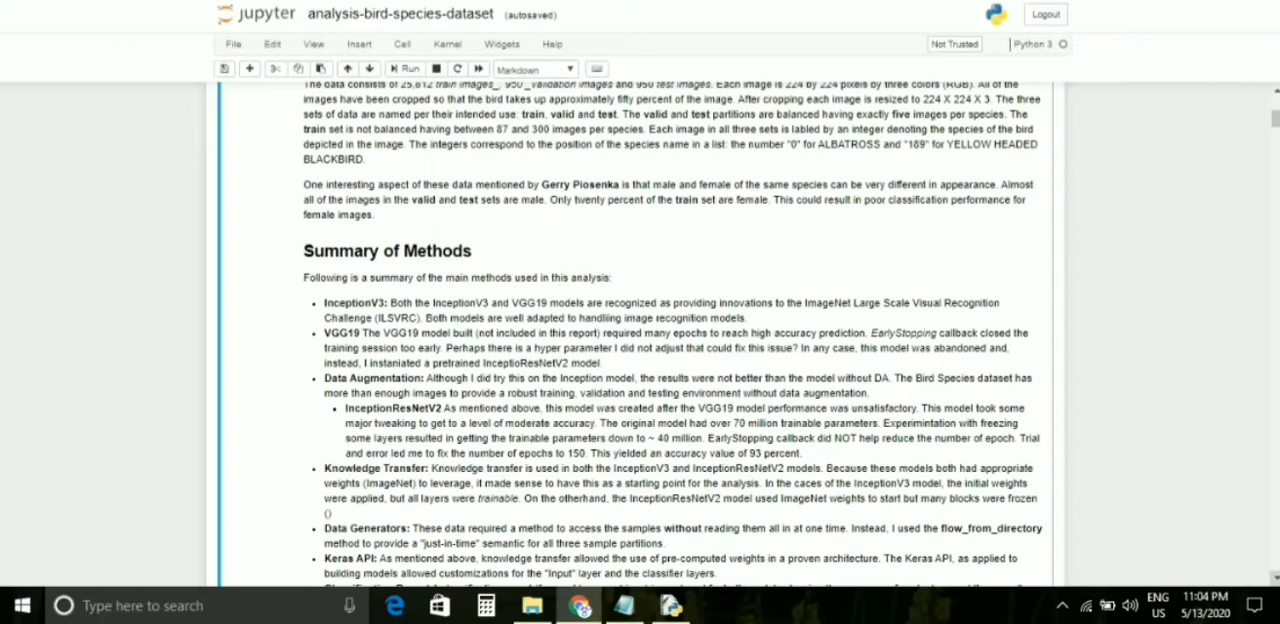 jupyter analysis-bird-species-dataset (autosaved)
Logout
File Edit View Insert Cell Kernel Widgets Help
Not Trusted
Python 3
Run
Markdown
The data consists of 25,812 train images_, 950_validation images and 950 test images. Each image is 224 by 224 pixels by three colors (RGB). All of the
images have been cropped so that the bird takes up approximately fifty percent of the image. After cropping each image is resized to 224 X 224 X 3. The three
sets of data are named per their intended use: train, valid and test. The valid and test partitions are balanced having exactly five images per species. The
train set is not balanced having between 87 and 300 images per species. Each image in all three sets is labled by an integer denoting the species of the bird
depicted in the image. The integers correspond to the position of the species name in a list: the number "0" for ALBATROSS and "189" for YELLOW HEADED
BLACKBIRD.
One interesting aspect of these data mentioned by Gerry Piosenka is that male and female of the same species can be very different in appearance. Almost
all of the images in the valid and test sets are male. Only twenty percent of the train set are female. This could result in poor classification performance for
female images.
Summary of Methods
Following is a summary of the main methods used in this analysis:
InceptionV3: Both the InceptionV3 and VGG19 models are recognized as providing innovations to the ImageNet Large Scale Visual Recognition
Challenge (ILSVRC). Both models are well adapted to handliing image recognition models.
VGG19 The VGG19 model built (not included in this report) required many epochs to reach high accuracy prediction. EarlyStopping callback closed the
training session too early. Perhaps there is a hyper parameter I did not adjust that could fix this issue? In any case, this model was abandoned and,
instead, I instaniated a pretrained InceptioResNetV2 model.
Data Augmentation: Although I did try this on the Inception model, the results were not better than the model without DA. The Bird Species dataset has
more than enough images to provide a robust training, validation and testing environment without data augmentation.
InceptionResNetV2 As mentioned above, this model was created after the VGG19 model performance was unsatisfactory. This model took some
major tweaking to get to a level of moderate accuracy. The original model had over 70 million trainable parameters. Experimintation with freezing
some layers resulted in getting the trainable parameters down to ~ 40 million. EarlyStopping callback did NOT help reduce the number of epoch. Trial
and error led me to fix the number of epochs to 150. This yielded an accuracy value of 93 percent.
Knowledge Transfer: Knowledge transfer is used in both the InceptionV3 and InceptionResNetV2 models. Because these models both had appropriate
weights (ImageNet) to leverage, it made sense to have this as a starting point for the analysis. In the caces of the InceptionV3 model, the initial weights
were applied, but all layers were trainable. On the otherhand, the InceptionResNetV2 model used ImageNet weights to start but many blocks were frozen
()
Data Generators: These data required a method to access the samples without reading them all in at one time. Instead, I used the flow_from_directory
method to provide a "just-in-time" semantic for all three sample partitions.
Keras API: As mentioned above, knowledge transfer allowed the use of pre-computed weights in a proven architecture. The Keras API, as applied to
building models allowed customizations for the "Input" layer and the classifier layers.
Type here to search
ENG
US
11:04 PM
5/13/2020